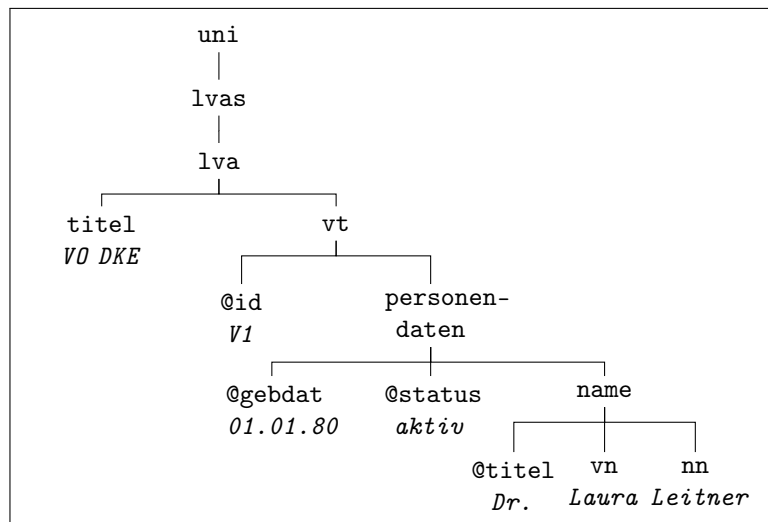 uni
lvas
lva
titel vt
VO DKE
@id personen-
V1 daten
@gebdat @status name
01.01.80 aktiv
@titel vn nn
Dr. Laura Leitner